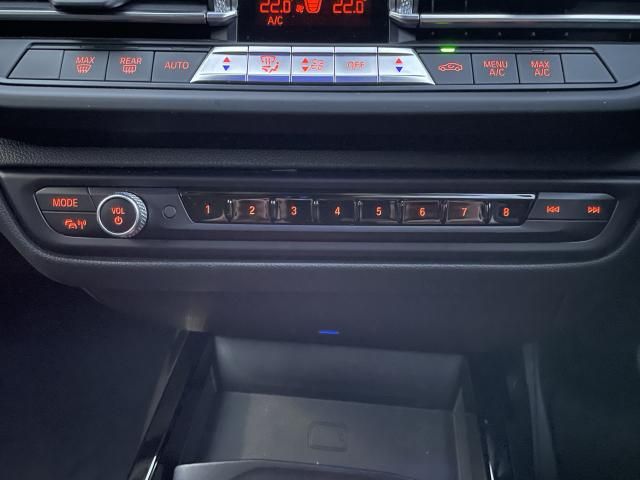 22.0 22.0
A/C
MAX REAR AUTO OFF MENU A/C MAX A/C
MODE VOL 1 2 3 4 5 6 7 8